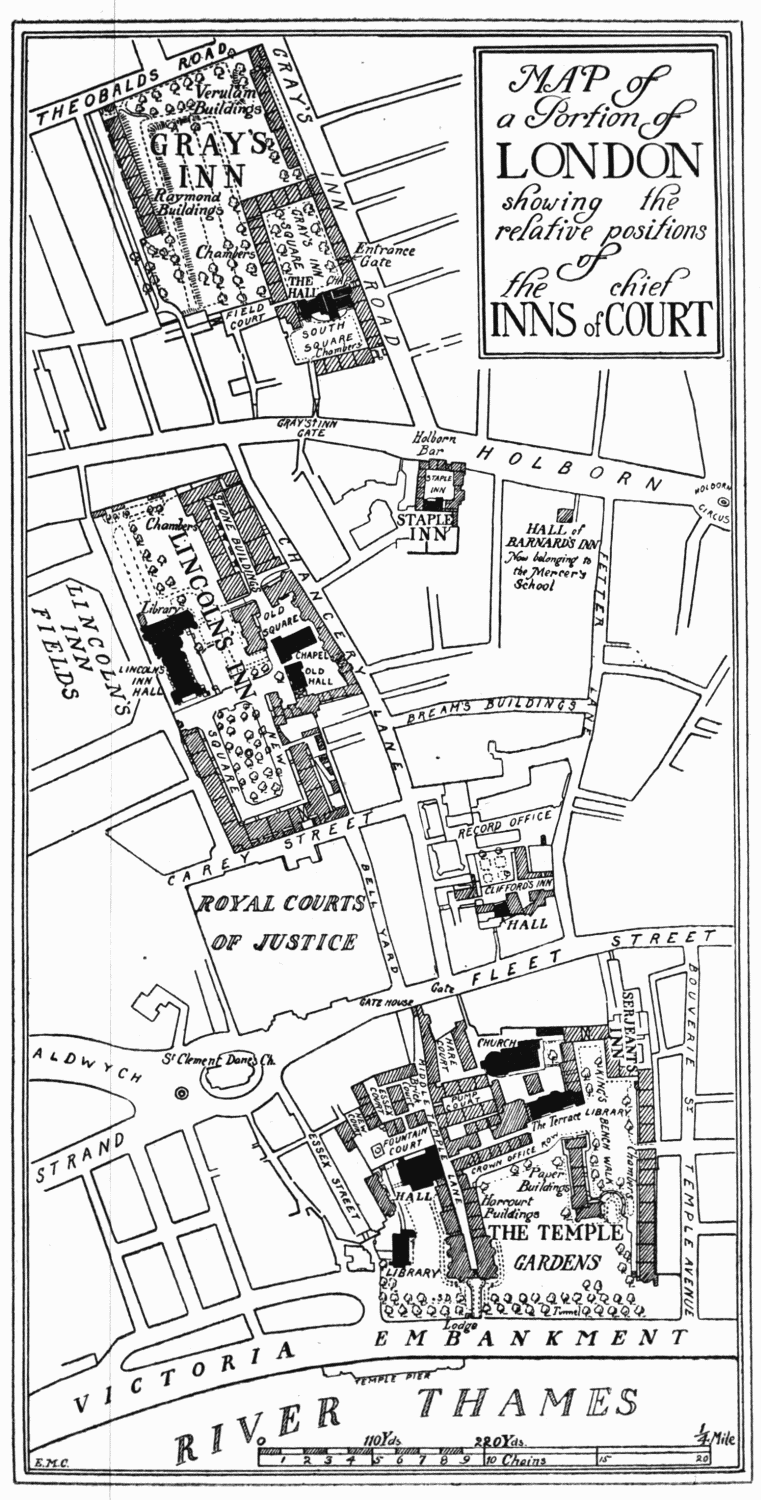 MAP of
a Portion of
LONDON
showing the
relative positions
of
the chief
INNS of COURT
THEOBALDS ROAD
GRAY'S INN ROAD
Verulam
Buildings
GRAY'S
INN
Raymond
Buildings
Chambers
GRAY'S INN
SQUARE
Entrance
Gate
THE
HALL
CHA
FIELD
COURT
SOUTH
SQUARE
Chambers
GRAY'S INN
GATE
Holborn
Bar
HOLBORN
HOLBORN
CIRCUS
STAPLE
INN
STAPLE
INN
HALL of
BARNARD'S INN
Now belonging to
the Mercer's
School
FETTER LANE
Chambers
STONE BUILDINGS
LINCOLN'S INN
CHANCERY LANE
LINCOLN'S
INN
FIELDS
Library
OLD
SQUARE
CHAPEL
OLD
HALL
LINCOLN'S
INN
HALL
NEW
SQUARE
BREAM'S BUILDINGS
CAREY STREET
RECORD OFFICE
CLIFFORD'S INN
HALL
BELL YARD
ROYAL COURTS
OF JUSTICE
FLEET STREET
Gate
GATE HOUSE
SERJEANTS
INN
BOUVERIE ST
ALDWYCH
St Clement Dane's Ch.
STRAND
CHURCH
HARE
COURT
MIDDLE TEMPLE LANE
Brick
Court
ESSEX
COURT
NEW
COURT
PUMP
COURT
FOUNTAIN
COURT
The Terrace
LIBRARY
KING'S BENCH WALK
Chambers
CROWN OFFICE ROW
ESSEX STREET
HALL
Paper
Buildings
Harcourt
Buildings
THE TEMPLE
GARDENS
TEMPLE AVENUE
LIBRARY
S.D.
Tunnel
Lodge
VICTORIA EMBANKMENT
TEMPLE PIER
RIVER THAMES
0 110 Yds. 220 Yds. 1/4 Mile
1 2 3 4 5 6 7 8 9 10 Chains 15 20
E.M.C.